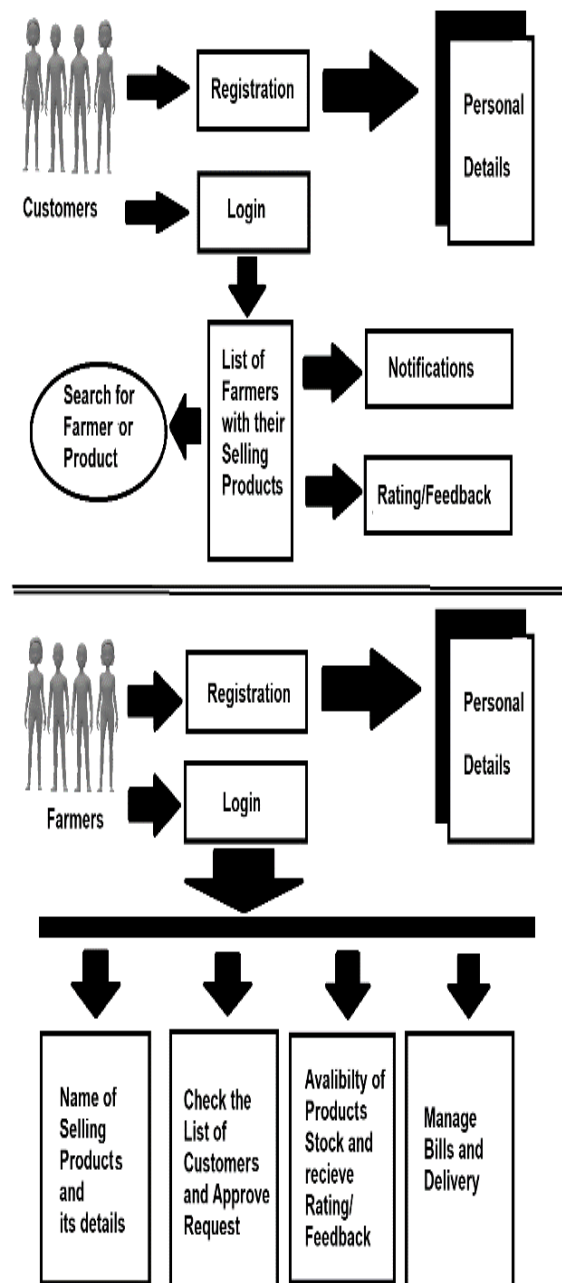 Registration
Personal
Details
Customers
Login
List of
Farmers
with their
Selling
Products
Notifications
Search for
Farmer or
Product
Rating/Feedback
Registration
Personal
Details
Login
Farmers
Name of
Selling
Products
and
its details
Check the
List of
Customers
and Approve
Request
Avalibilty of
Products
Stock and
recieve
Rating/
Feedback
Manage
Bills and
Delivery